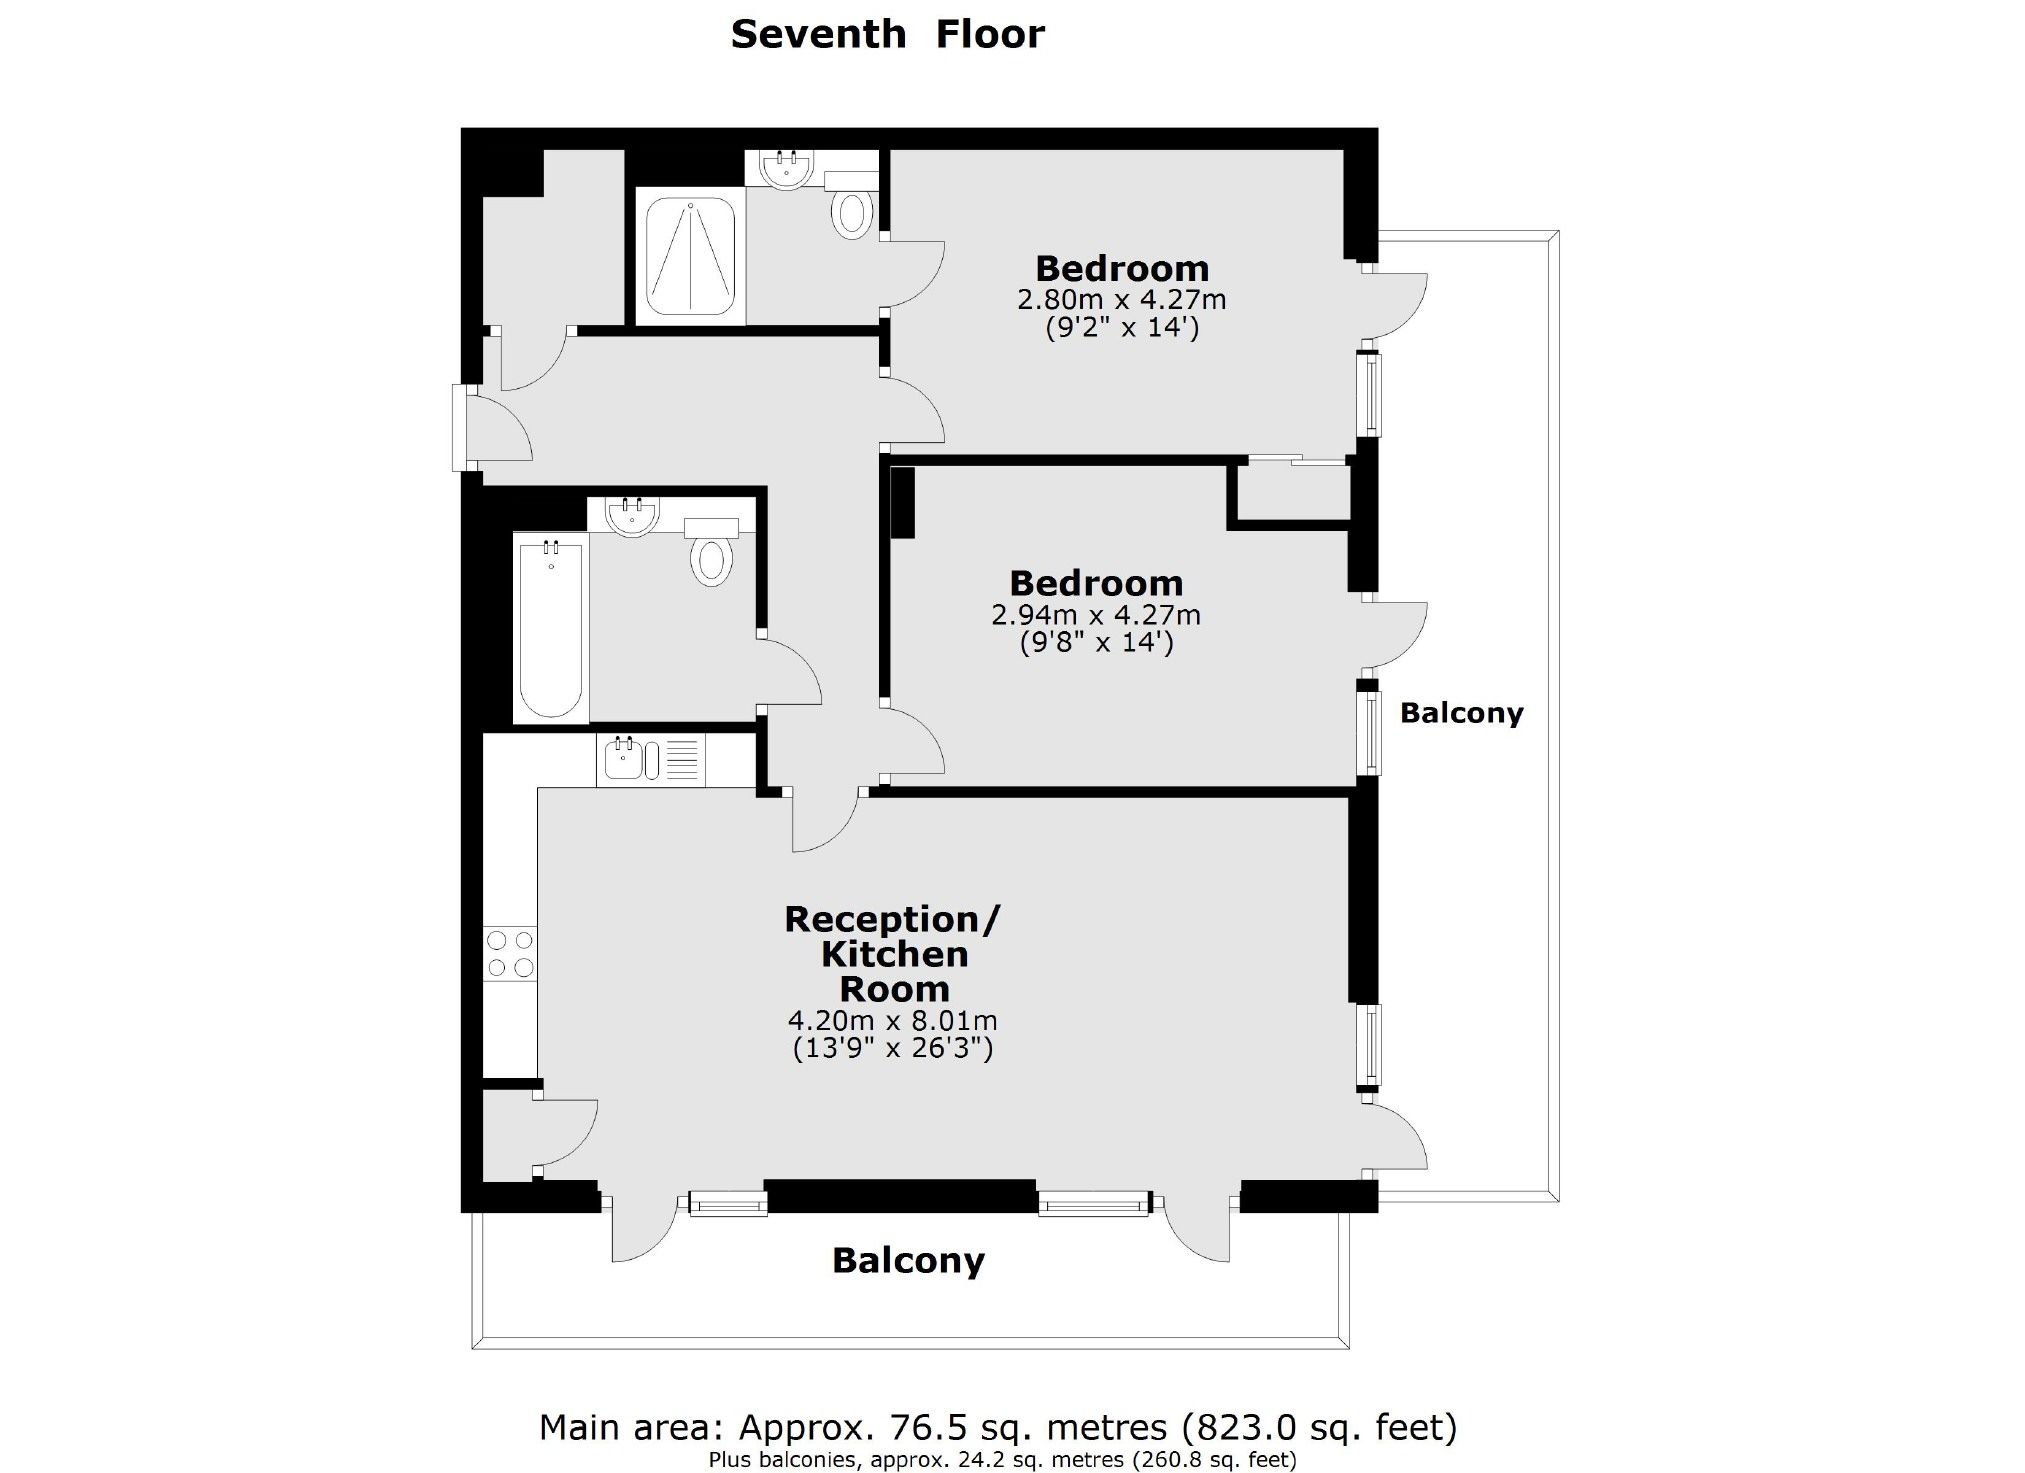 Seventh Floor
Bedroom
2.80m x 4.27m
(9'2" x 14')
Bedroom
2.94m x 4.27m
(9'8" x 14')
Balcony
Reception/
Kitchen
Room
4.20m x 8.01m
(13'9" x 26'3")
Balcony
Main area: Approx. 76.5 sq. metres (823.0 sq. feet)
Plus balconies, approx. 24.2 sq. metres (260.8 sq. feet)